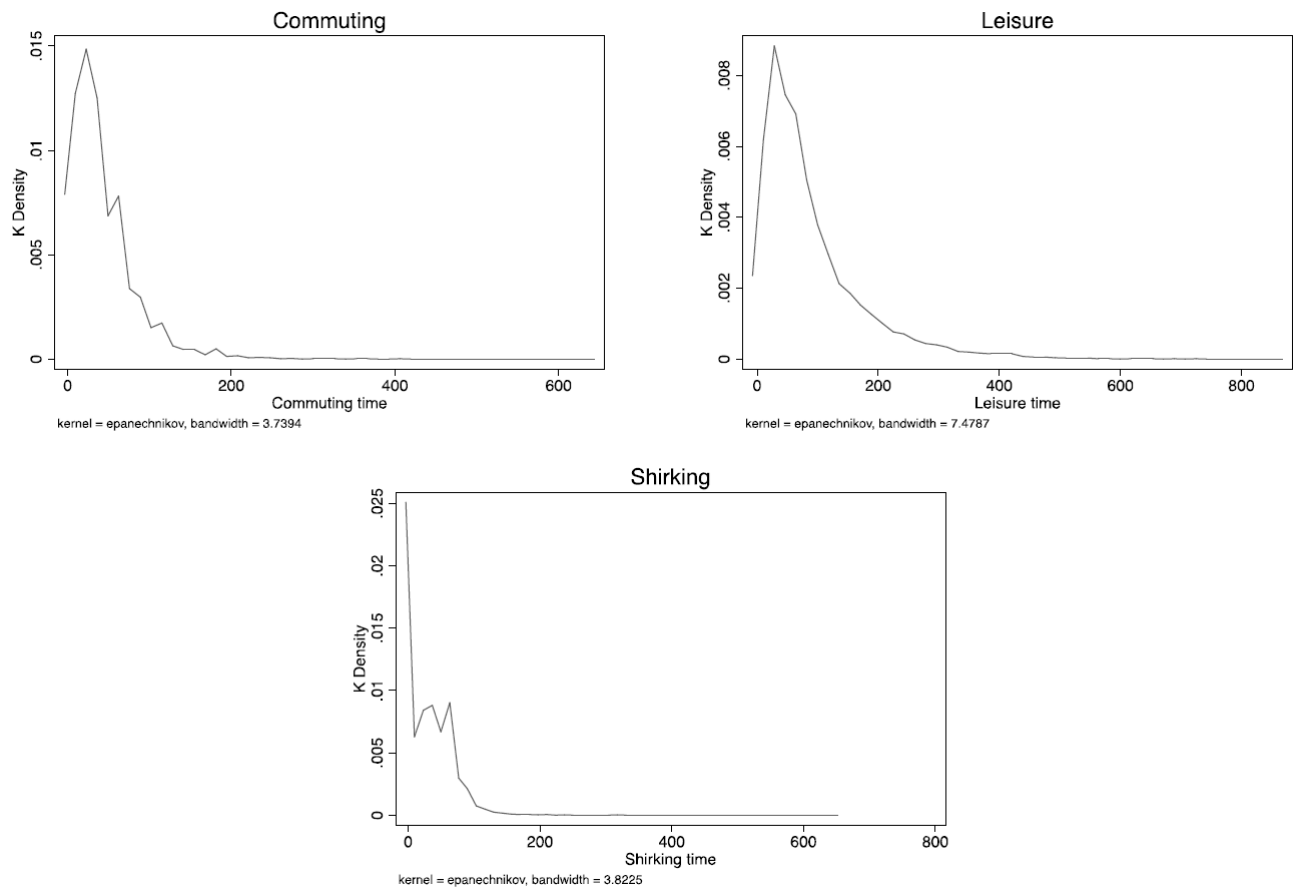 Commuting
K Density
.015
.01
.005
0
0 200 400 600
Commuting time
kernel = epanechnikov, bandwidth = 3.7394
Leisure
K Density
.008
.006
.004
.002
0
0 200 400 600 800
Leisure time
kernel = epanechnikov, bandwidth = 7.4787
Shirking
K Density
.025
.02
.015
.01
.005
0
0 200 400 600 800
Shirking time
kernel = epanechnikov, bandwidth = 3.8225